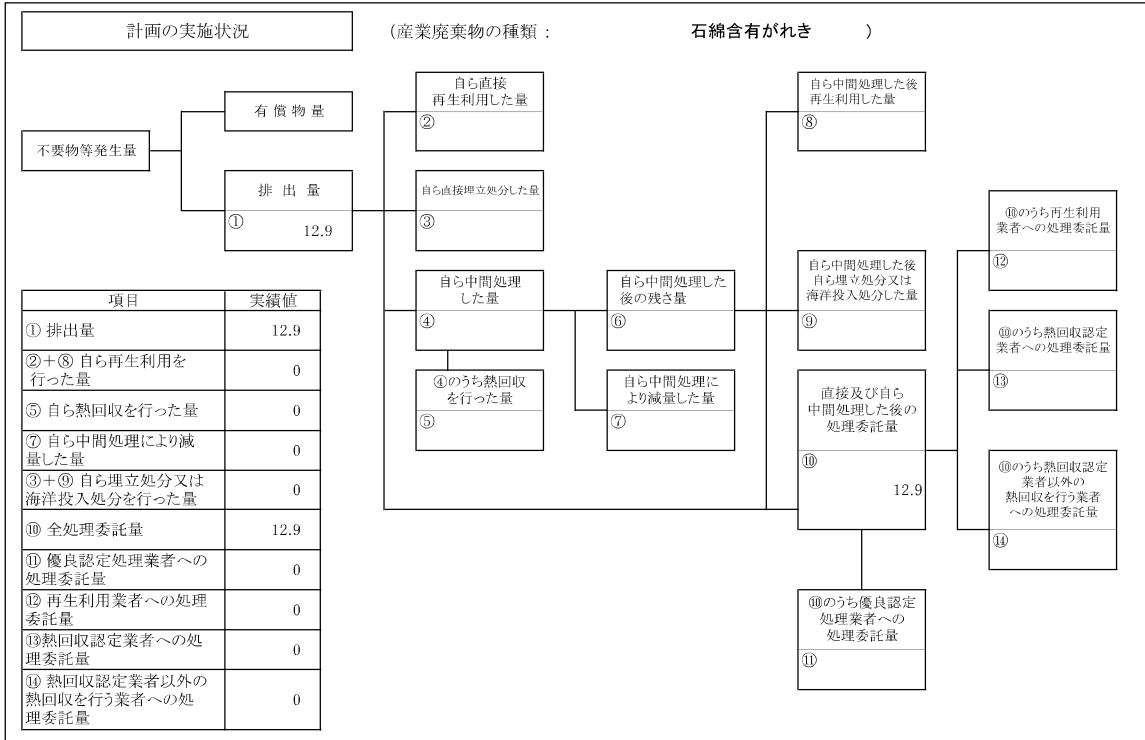 計画の実施状況
(産業廃棄物の種類： 石綿含有がれき )
不要物等発生量
有償物量
排出量
①
12.9
自ら直接
再生利用した量
②
自ら直接埋立処分した量
③
自ら中間処理
した量
④
④のうち熱回収
を行った量
⑤
自ら中間処理した
後の残さ量
⑥
自ら中間処理に
より減量した量
⑦
自ら中間処理した後
再生利用した量
⑧
自ら中間処理した後
自ら埋立処分又は
海洋投入処分した量
⑨
直接及び自ら
中間処理した後の
処理委託量
⑩
12.9
⑩のうち優良認定
処理業者への
処理委託量
⑪
⑩のうち再生利用
業者への処理委託量
⑫
⑩のうち熱回収認定
業者への処理委託量
⑬
⑩のうち熱回収認定
業者以外の
熱回収を行う業者
への処理委託量
⑭
項目 実績値
① 排出量 12.9
②＋⑧ 自ら再生利用を
行った量 0
⑤ 自ら熱回収を行った量 0
⑦ 自ら中間処理により減
量した量 0
③＋⑨ 自ら埋立処分又は
海洋投入処分を行った量 0
⑩ 全処理委託量 12.9
⑪ 優良認定処理業者への
処理委託量 0
⑫ 再生利用業者への処理
委託量 0
⑬熱回収認定業者への処
理委託量 0
⑭ 熱回収認定業者以外の
熱回収を行う業者への処
理委託量 0